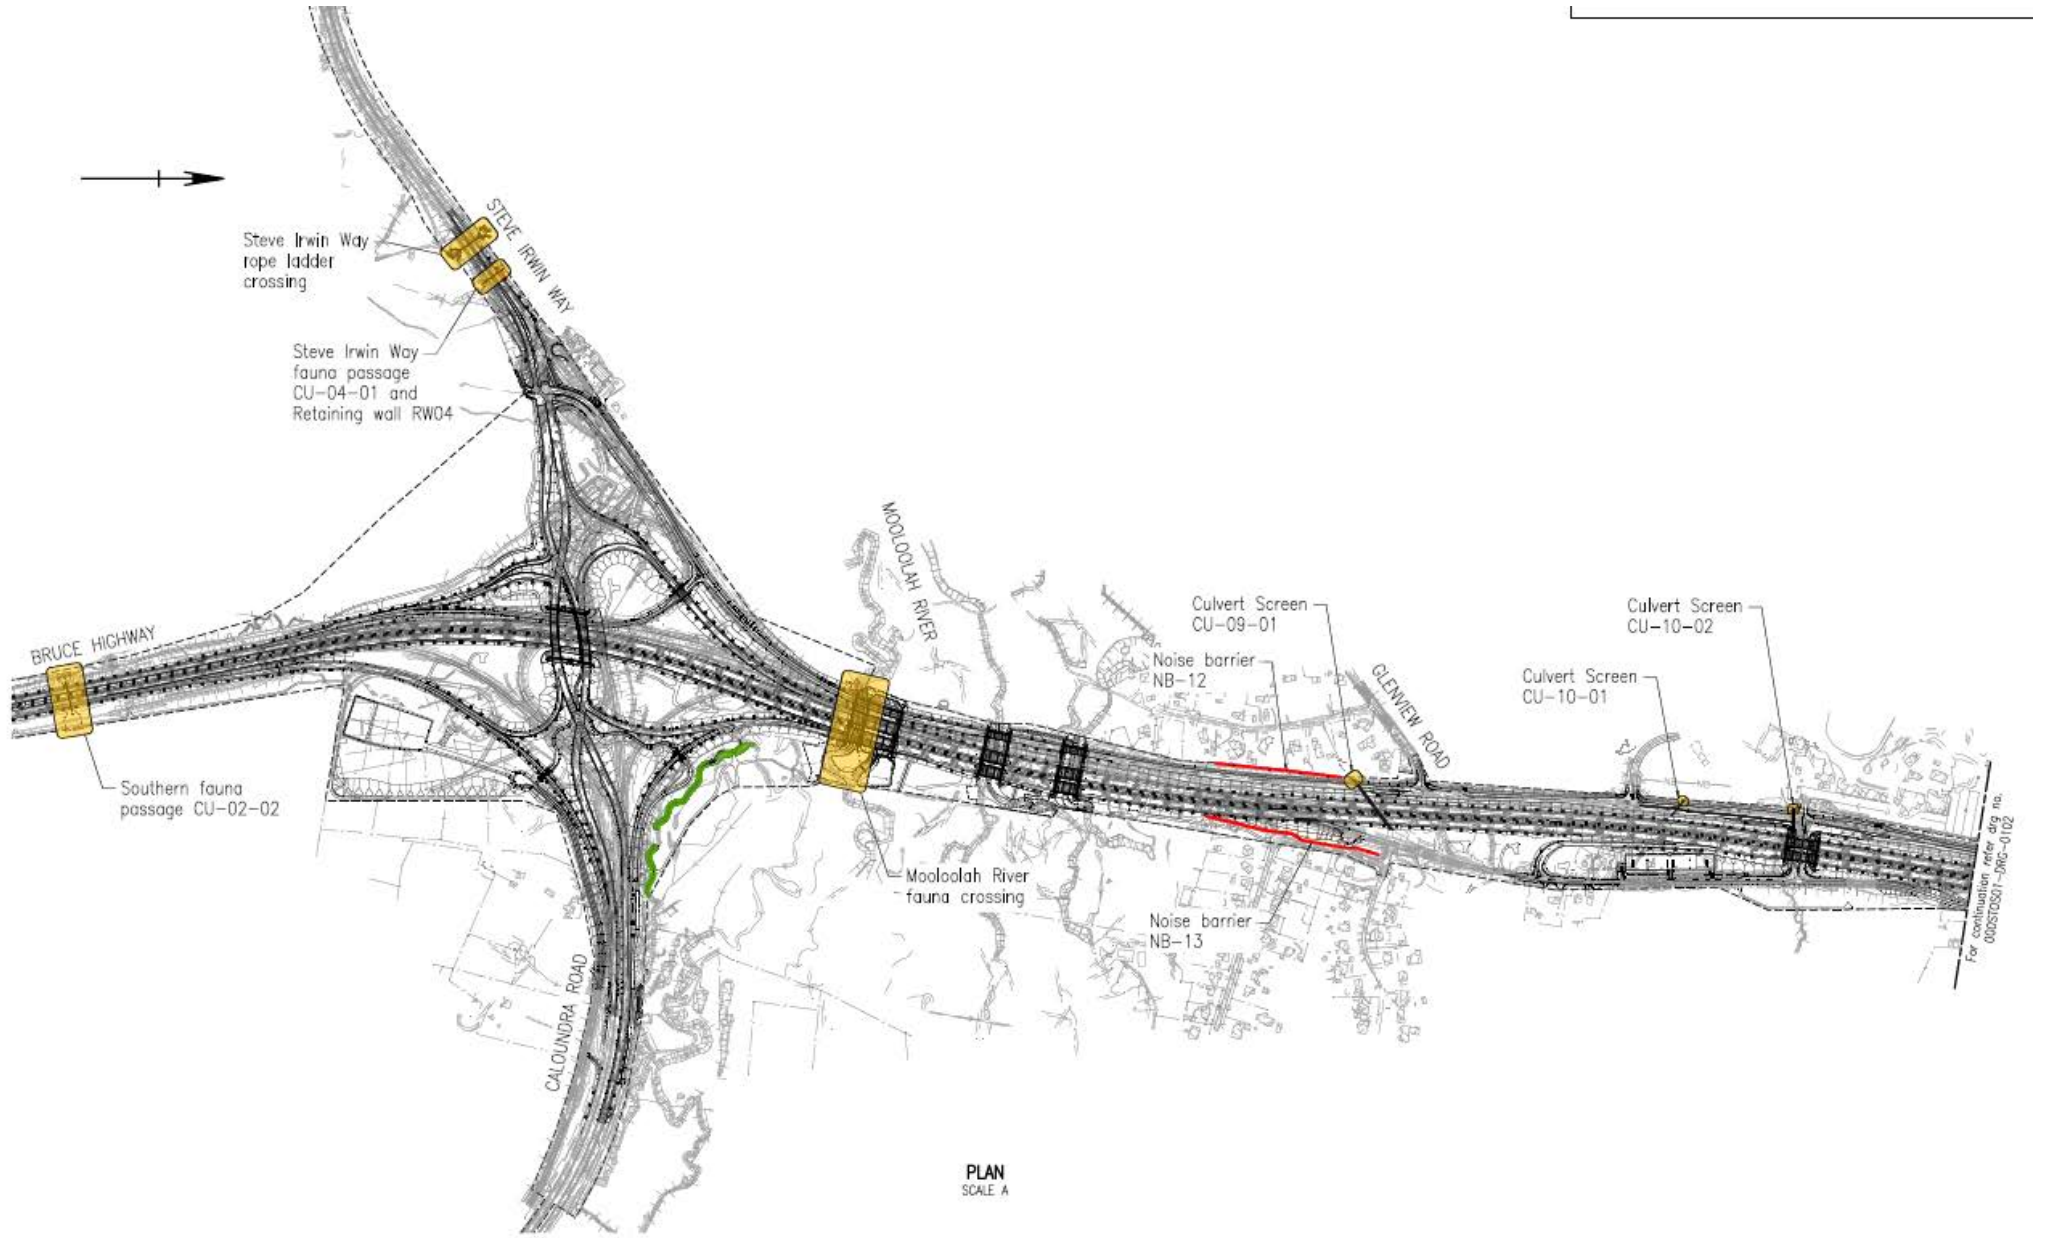 STEVE IRWIN WAY
Steve Irwin Way
rope ladder
crossing
Steve Irwin Way
fauna passage
CU-04-01 and
Retaining wall RW04
MOOLOOLAH RIVER
BRUCE HIGHWAY
Southern fauna
passage CU-02-02
Culvert Screen
CU-09-01
Noise barrier
NB-12
GLENVIEW ROAD
Culvert Screen
CU-10-02
Culvert Screen
CU-10-01
Mooloolah River
fauna crossing
Noise barrier
NB-13
CALOUNDRA ROAD
For continuation refer drg no.
000STOS01-DRG-0102
PLAN
SCALE A